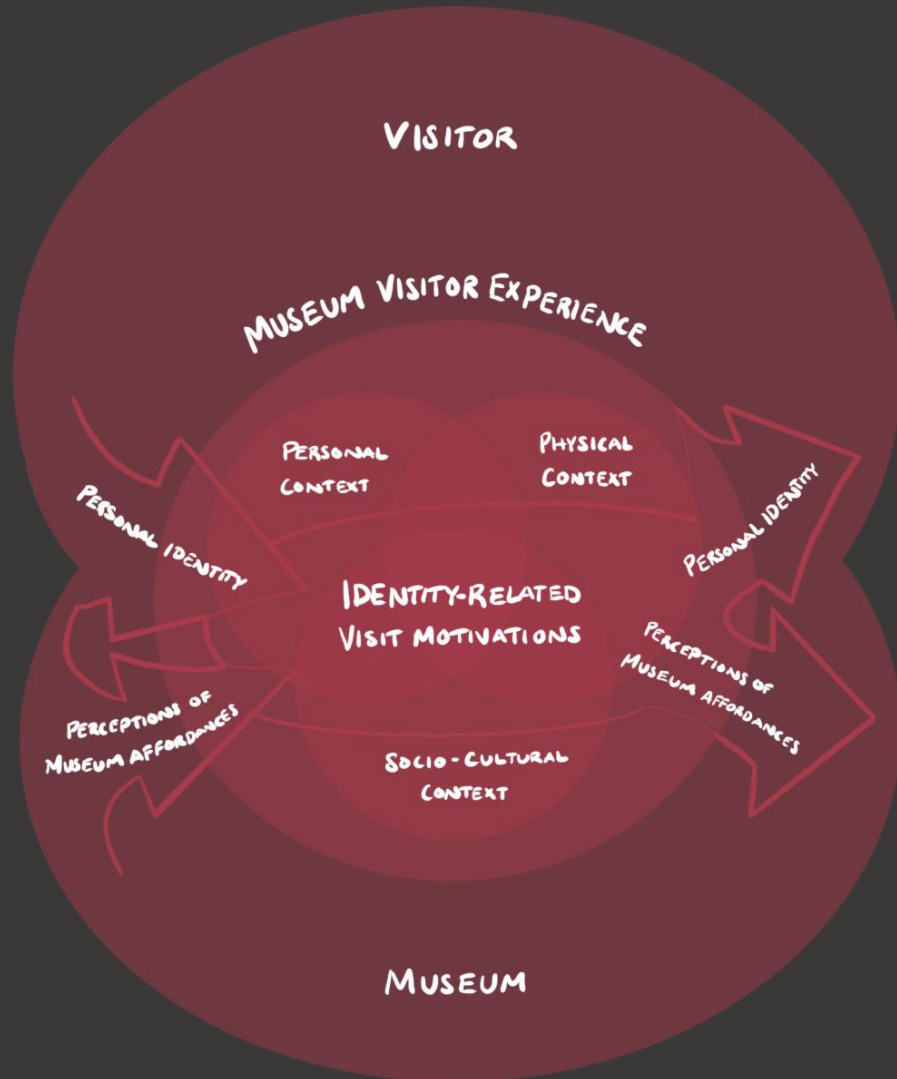 VISITOR
MUSEUM VISITOR EXPERIENCE
PERSONAL
CONTEXT
PHYSICAL
CONTEXT
PERSONAL IDENTITY
PERSONAL IDENTITY
IDENTITY-RELATED
VISIT MOTIVATIONS
PERCEPTIONS OF
MUSEUM AFFORDANCES
PERCEPTIONS OF
MUSEUM AFFORDANCES
SOCIO-CULTURAL
CONTEXT
MUSEUM